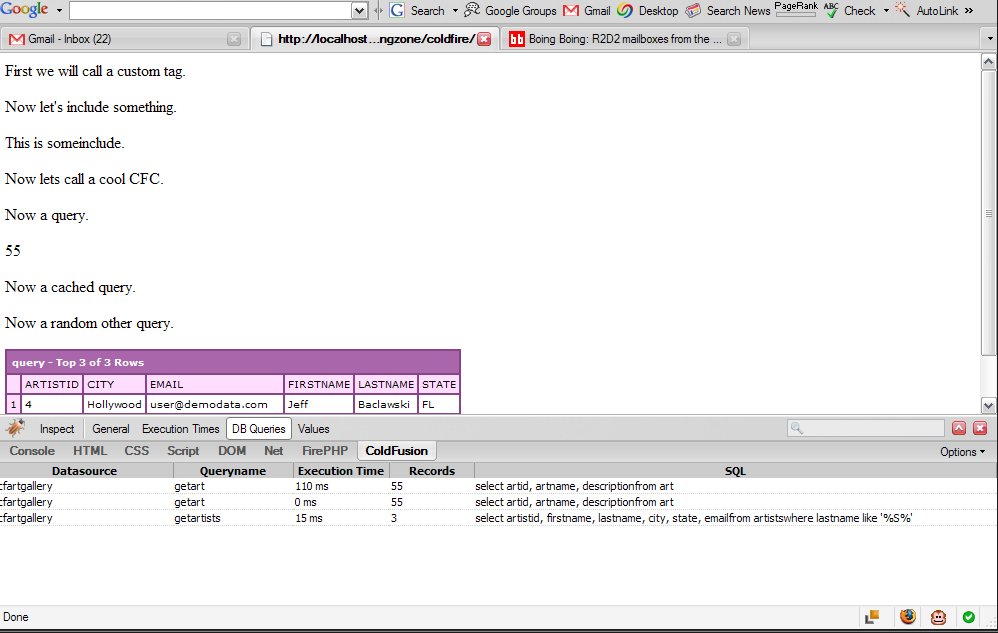 Google Search Google Groups Gmail Desktop Search News PageRank ABC Check AutoLink »
Gmail - Inbox (22) http://localhost...ngzone/coldfire/ bb Boing Boing: R2D2 mailboxes from the ...
First we will call a custom tag.
Now let's include something.
This is someinclude.
Now lets call a cool CFC.
Now a query.
55
Now a cached query.
Now a random other query.
query - Top 3 of 3 Rows
ARTISTID CITY EMAIL FIRSTNAME LASTNAME STATE
1 4 Hollywood user@demodata.com Jeff Baclawski FL
Inspect General Execution Times DB Queries Values
Console HTML CSS Script DOM Net FirePHP ColdFusion Options
Datasource Queryname Execution Time Records SQL
cfartgallery getart 110 ms 55 select artid, artname, descriptionfrom art
cfartgallery getart 0 ms 55 select artid, artname, descriptionfrom art
cfartgallery getartists 15 ms 3 select artistid, firstname, lastname, city, state, emailfrom artistswhere lastname like '%S%'
Done